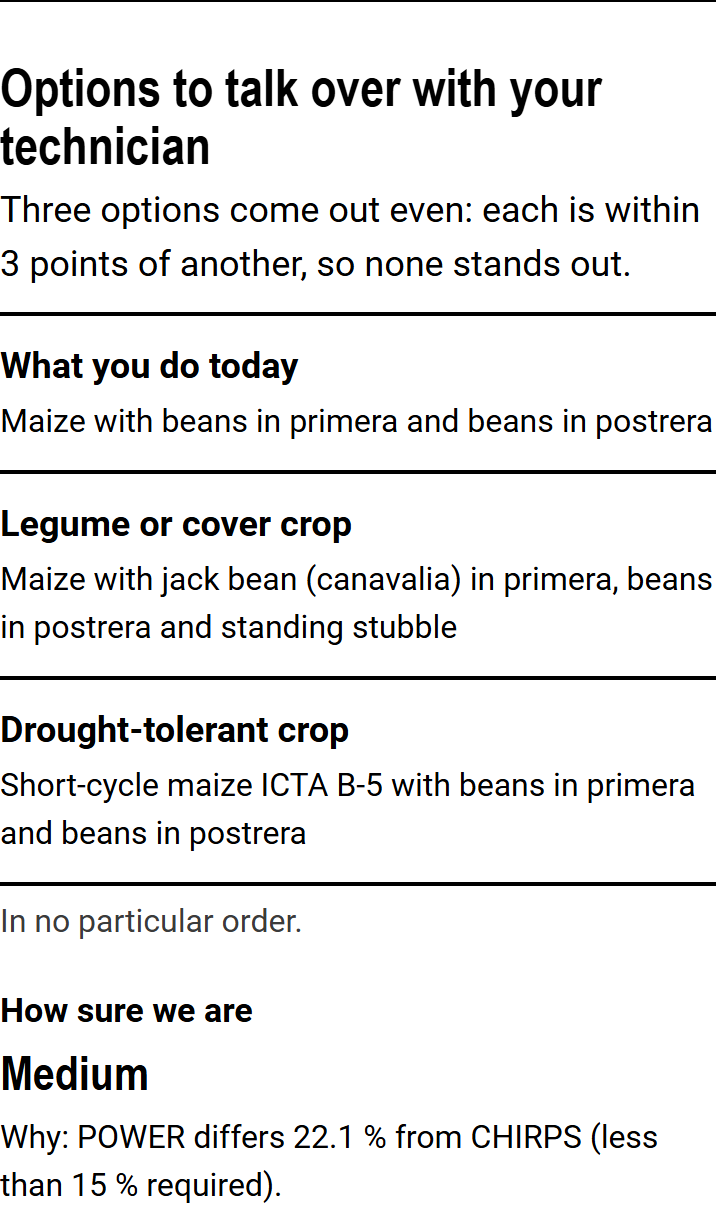 Options to talk over with your
technician
Three options come out even: each is within
3 points of another, so none stands out.
What you do today
Maize with beans in primera and beans in postrera
Legume or cover crop
Maize with jack bean (canavalia) in primera, beans
in postrera and standing stubble
Drought-tolerant crop
Short-cycle maize ICTA B-5 with beans in primera
and beans in postrera
In no particular order.
How sure we are
Medium
Why: POWER differs 22.1 % from CHIRPS (less
than 15 % required).